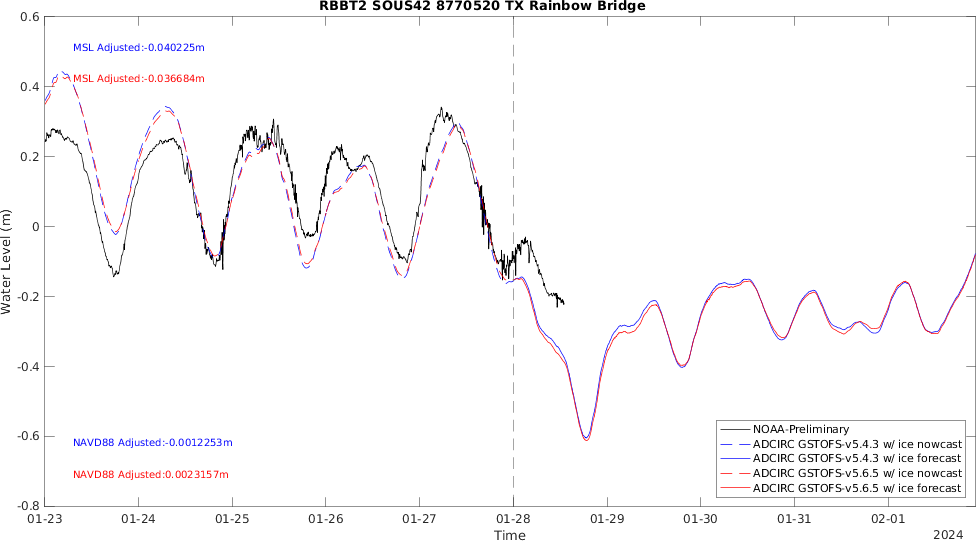 RBBT2 SOUS42 8770520 TX Rainbow Bridge
0.6
0.4
0.2
0
-0.2
-0.4
-0.6
-0.8
Water Level (m)
MSL Adjusted:-0.040225m
MSL Adjusted:-0.036684m
NAVD88 Adjusted:-0.0012253m
NAVD88 Adjusted:0.0023157m
NOAA-Preliminary
ADCIRC GSTOFS-v5.4.3 w/ ice nowcast
ADCIRC GSTOFS-v5.4.3 w/ ice forecast
ADCIRC GSTOFS-v5.6.5 w/ ice nowcast
ADCIRC GSTOFS-v5.6.5 w/ ice forecast
01-23 01-24 01-25 01-26 01-27 01-28 01-29 01-30 01-31 02-01
Time
2024